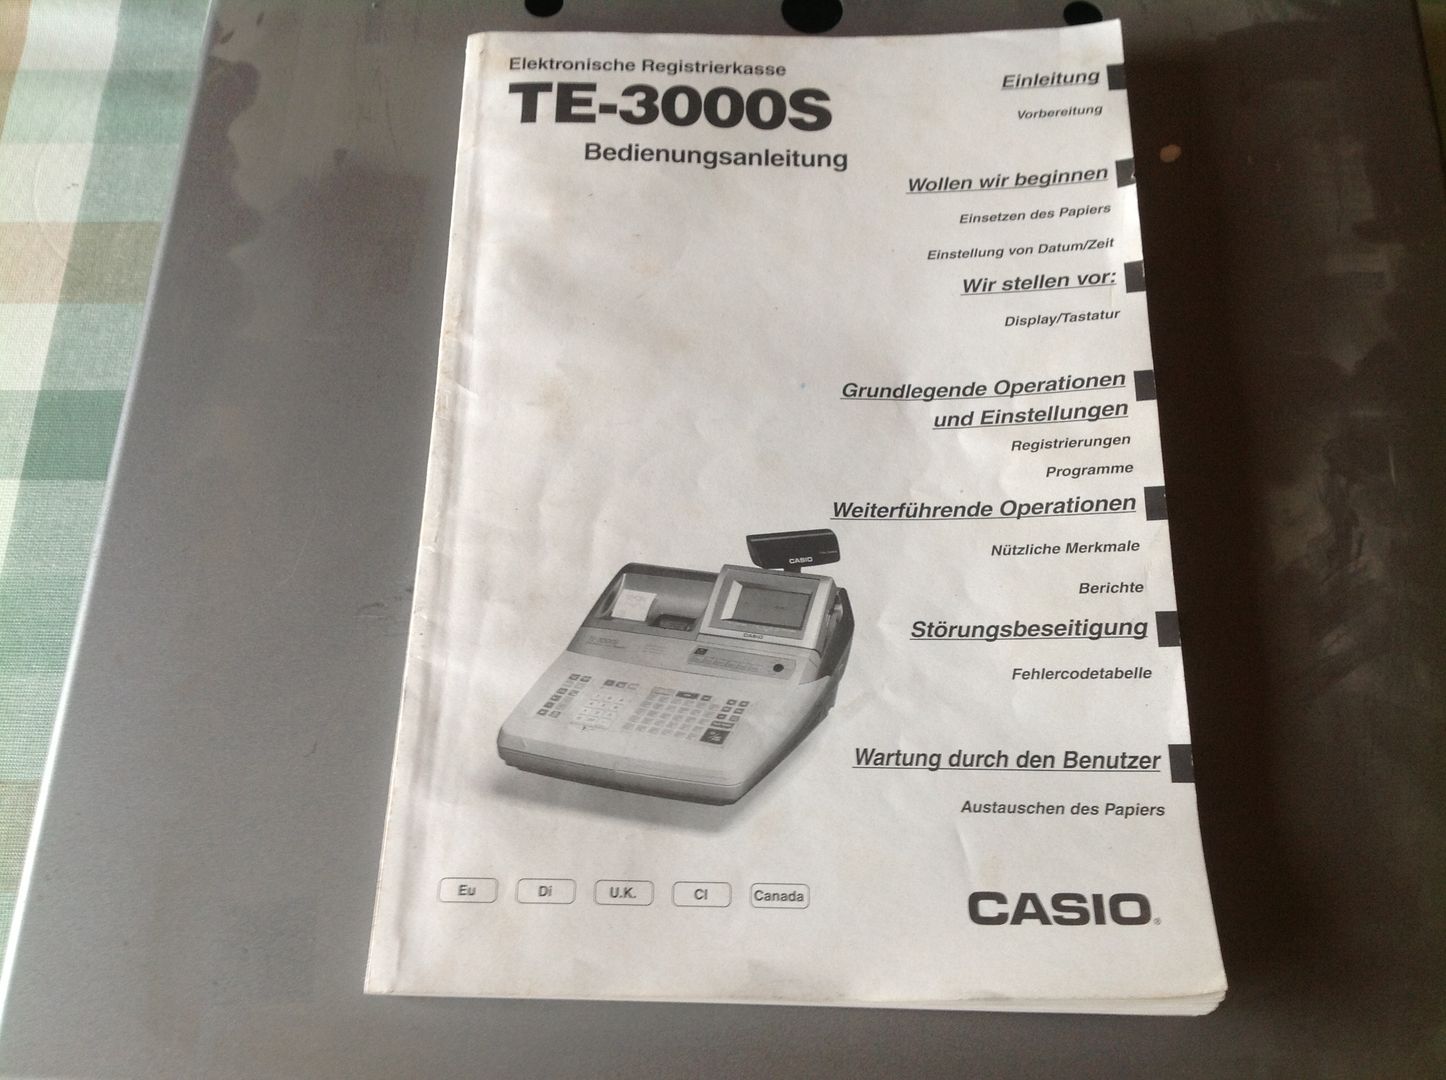 Elektronische Registrierkasse
TE-3000S
Bedienungsanleitung
Einleitung
Vorbereitung
Wollen wir beginnen
Einsetzen des Papiers
Einstellung von Datum/Zeit
Wir stellen vor:
Display/Tastatur
Grundlegende Operationen
und Einstellungen
Registrierungen
Programme
Weiterführende Operationen
Nützliche Merkmale
Berichte
Störungsbeseitigung
Fehlercodetabelle
Wartung durch den Benutzer
Austauschen des Papiers
CASIO
CASIO
TE-3000S
Eu Di U.K. CI Canada
CASIO®